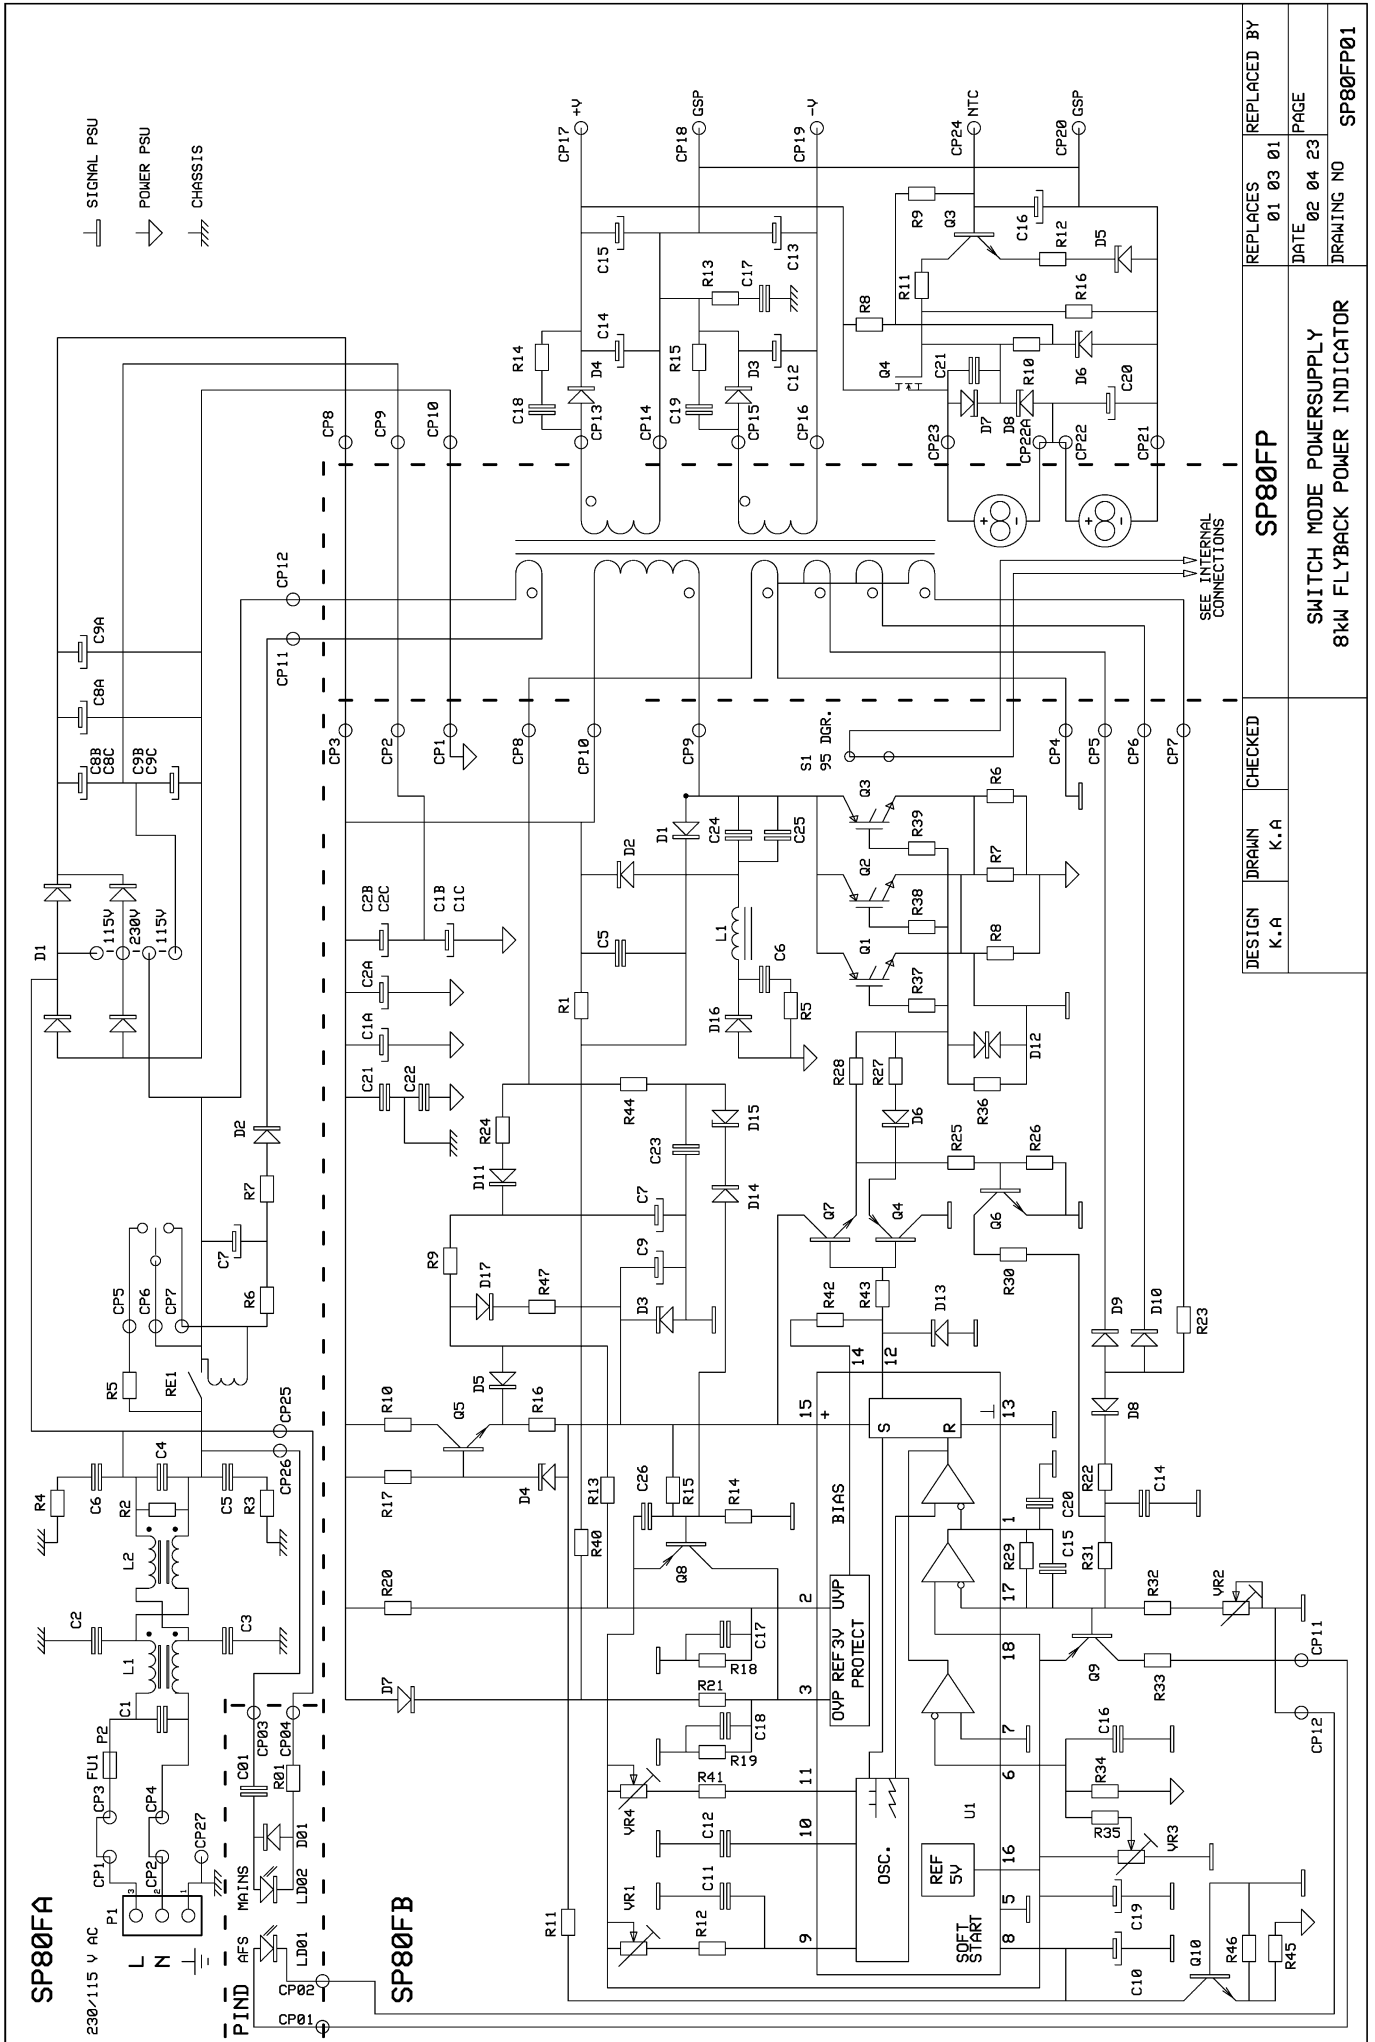 SP80FA
230/115 V AC
P1
L
N
3
2
1
CP1
CP2
CP3
CP4
CP27
FU1
P2
C1
L1
C2
C3
L2
R2
C4
R4
C6
C5
R3
CP26
CP25
R5
RE1
CP5
CP6
CP7
R6
C7
R7
D2
D1
115V
230V
115V
C8B
C8C
C9B
C9C
C8A
C9A
CP11
CP12
SIGNAL PSU
POWER PSU
CHASSIS
PIND
AFS
MAINS
LD01
LD02
D01
C01
R01
CP03
CP04
CP01
CP02
SP80FB
D7
R20
R17
R10
Q5
D4
R16
D5
R9
D17
R47
D3
C9
C7
D11
R24
C23
R44
D14
D15
C21
C22
C1A
C2A
C2B
C2C
C1B
C1C
CP3
CP2
CP1
CP8
CP10
CP9
R1
C5
D2
D1
C24
C25
L1
C6
R5
D16
R11
R40
R13
C26
R15
R14
Q8
VR1
R12
C11
C12
VR4
R41
R19
C18
R21
R18
C17
9
10
11
3
2
15
+
14
12
13
OVP REF3V UVP
PROTECT
BIAS
OSC.
U1
REF
5V
SOFT
START
S
R
8
5
16
6
7
18
17
1
R42
R43
D13
Q7
Q4
D6
R27
R28
R25
R26
Q6
R30
R36
D12
R37
R38
R39
Q1
Q2
Q3
R8
R7
R6
S1
95 DGR.
CP4
CP5
CP6
CP7
D9
D10
R23
D8
R22
C14
C20
C15
R29
R31
R32
VR2
Q9
R33
CP11
CP12
C16
R34
R35
VR3
C19
C10
Q10
R46
R45
SEE INTERNAL
CONNECTIONS
CP8
CP9
CP10
CP13
CP14
CP15
CP16
C18
R14
D4
C14
C15
C19
R15
D3
C12
R13
C17
C13
CP17
+V
CP18
GSP
CP19
-V
CP24
NTC
CP20
GSP
CP23
CP22A
CP22
CP21
+
-
+
-
D7
D8
C21
R10
D6
C20
Q4
R8
R11
R9
Q3
C16
R12
D5
R16
DESIGN
K.A
DRAWN
K.A
CHECKED
SP80FP
SWITCH MODE POWERSUPPLY
8kW FLYBACK POWER INDICATOR
REPLACES
01 03 01
REPLACED BY
DATE
02 04 23
PAGE
DRAWING NO
SP80FP01